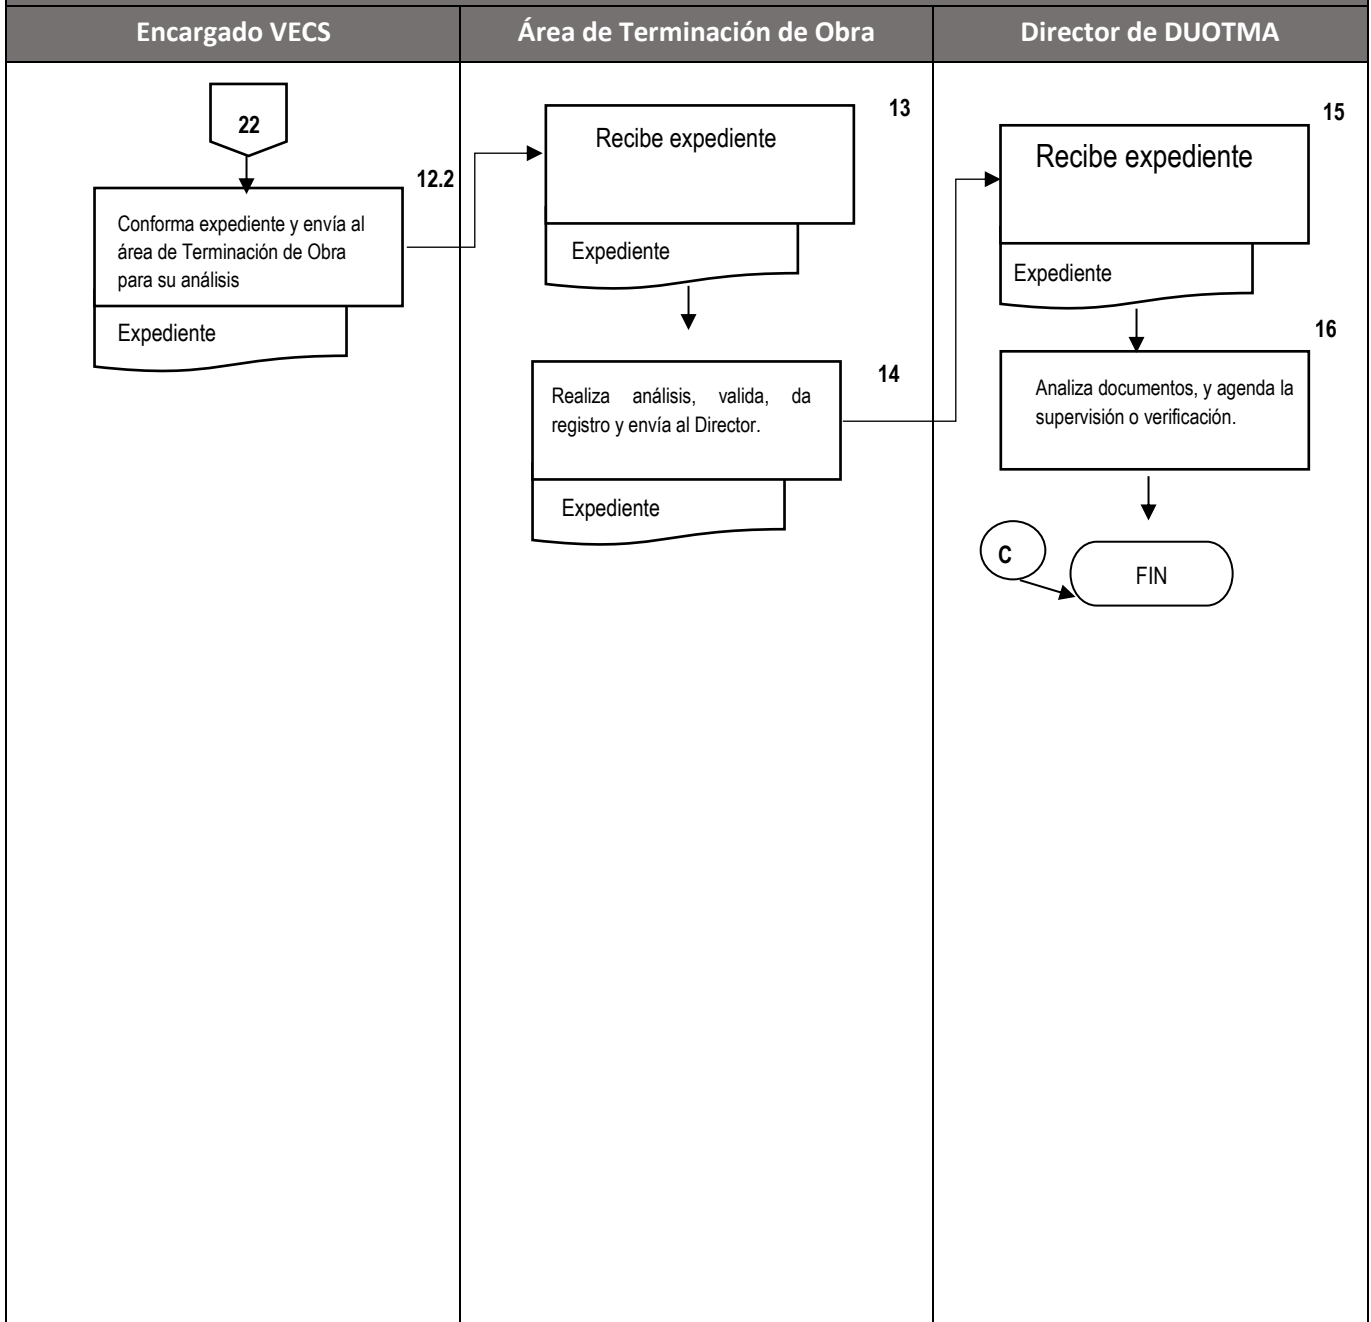 Encargado VECS
Área de Terminación de Obra
Director de DUOTMA
22
12.2
Conforma expediente y envía al
área de Terminación de Obra
para su análisis
Expediente
13
Recibe expediente
Expediente
14
Realiza análisis, valida, da
registro y envía al Director.
Expediente
15
Recibe expediente
Expediente
16
Analiza documentos, y agenda la
supervisión o verificación.
C
FIN